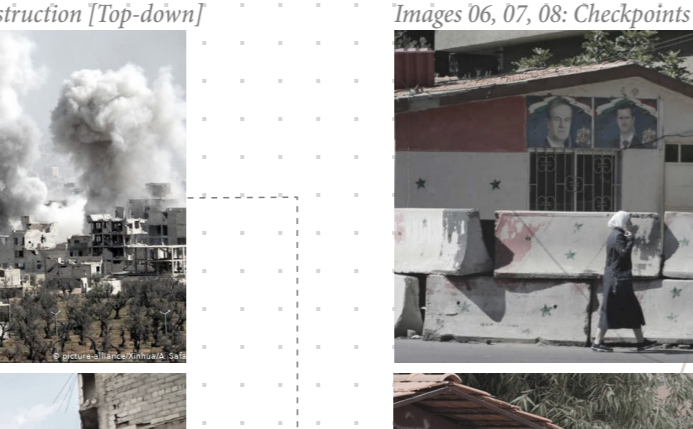 struction [Top-down]
Images 06, 07, 08: Checkpoints
© picture-alliance/Xinhua/A. Safa